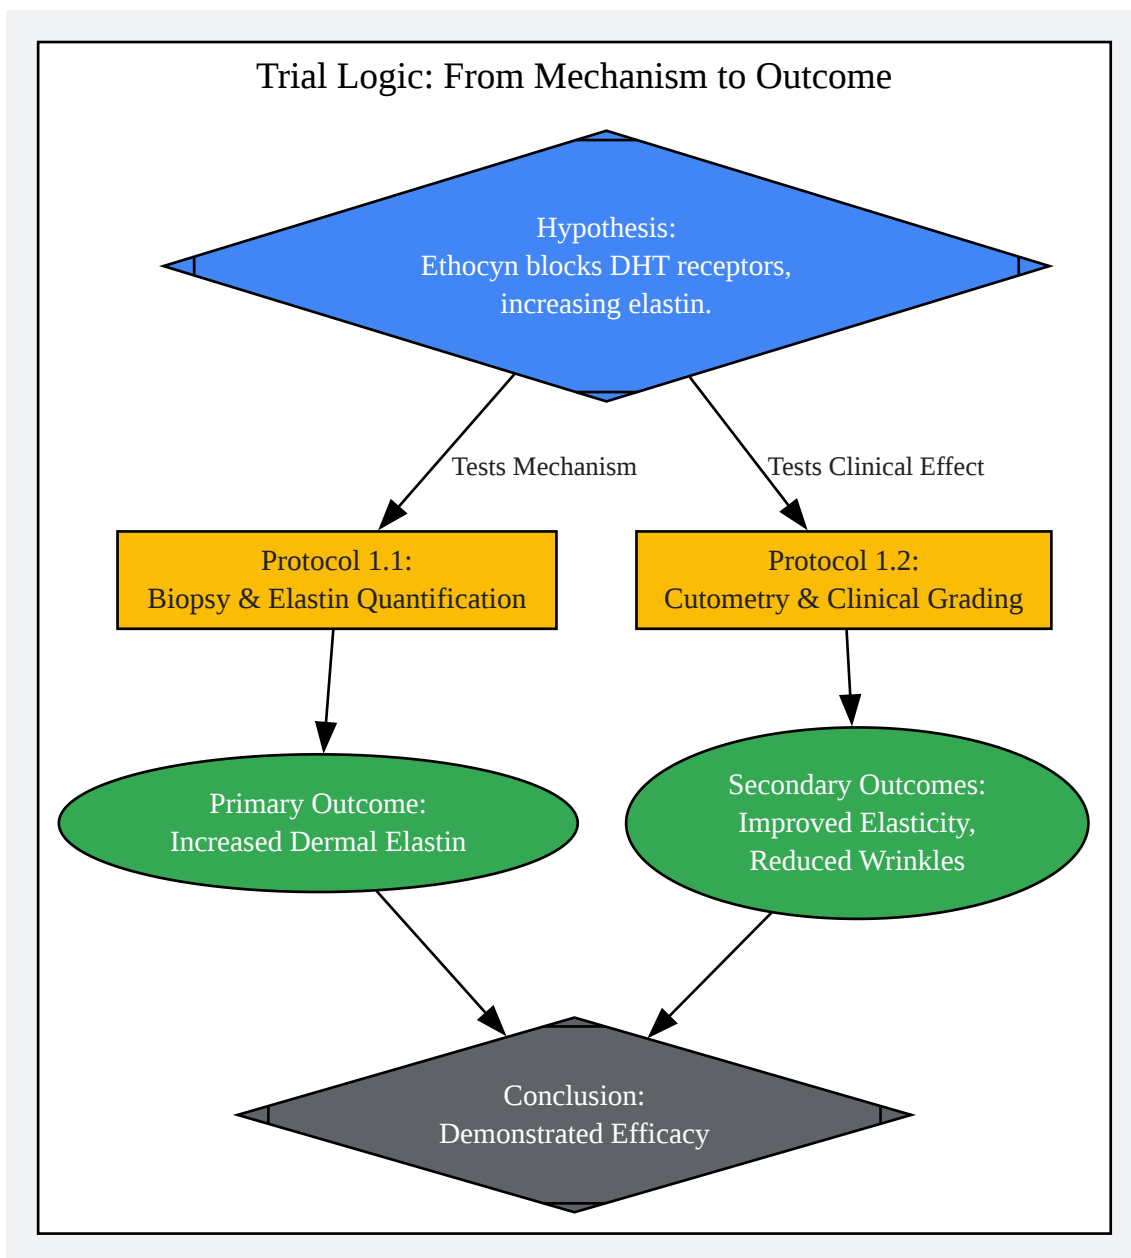 Trial Logic: From Mechanism to Outcome
Hypothesis:
Ethocyn blocks DHT receptors,
increasing elastin.
Tests Mechanism
Tests Clinical Effect
Protocol 1.1:
Biopsy & Elastin Quantification
Protocol 1.2:
Cutometry & Clinical Grading
Primary Outcome:
Increased Dermal Elastin
Secondary Outcomes:
Improved Elasticity,
Reduced Wrinkles
Conclusion:
Demonstrated Efficacy